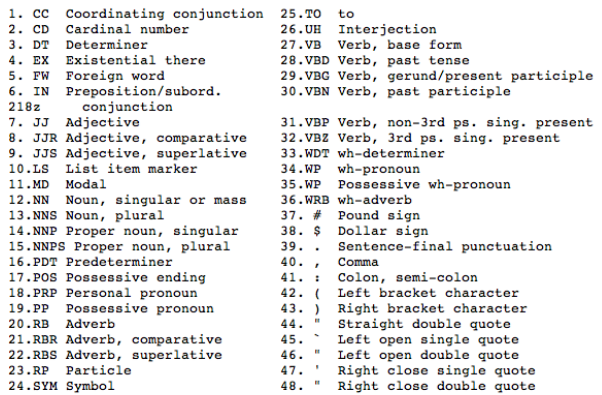 1. CC Coordinating conjunction
2. CD Cardinal number
3. DT Determiner
4. EX Existential there
5. FW Foreign word
6. IN Preposition/subord.
218z conjunction
7. JJ Adjective
8. JJR Adjective, comparative
9. JJS Adjective, superlative
10.LS List item marker
11.MD Modal
12.NN Noun, singular or mass
13.NNS Noun, plural
14.NNP Proper noun, singular
15.NNPS Proper noun, plural
16.PDT Predeterminer
17.POS Possessive ending
18.PRP Personal pronoun
19.PP Possessive pronoun
20.RB Adverb
21.RBR Adverb, comparative
22.RBS Adverb, superlative
23.RP Particle
24.SYM Symbol
25.TO to
26.UH Interjection
27.VB Verb, base form
28.VBD Verb, past tense
29.VBG Verb, gerund/present participle
30.VBN Verb, past participle
31.VBP Verb, non-3rd ps. sing. present
32.VBZ Verb, 3rd ps. sing. present
33.WDT wh-determiner
34.WP wh-pronoun
35.WP Possessive wh-pronoun
36.WRB wh-adverb
37. # Pound sign
38. $ Dollar sign
39. . Sentence-final punctuation
40. , Comma
41. : Colon, semi-colon
42. ( Left bracket character
43. ) Right bracket character
44. " Straight double quote
45. ` Left open single quote
46. " Left open double quote
47. ' Right close single quote
48. " Right close double quote